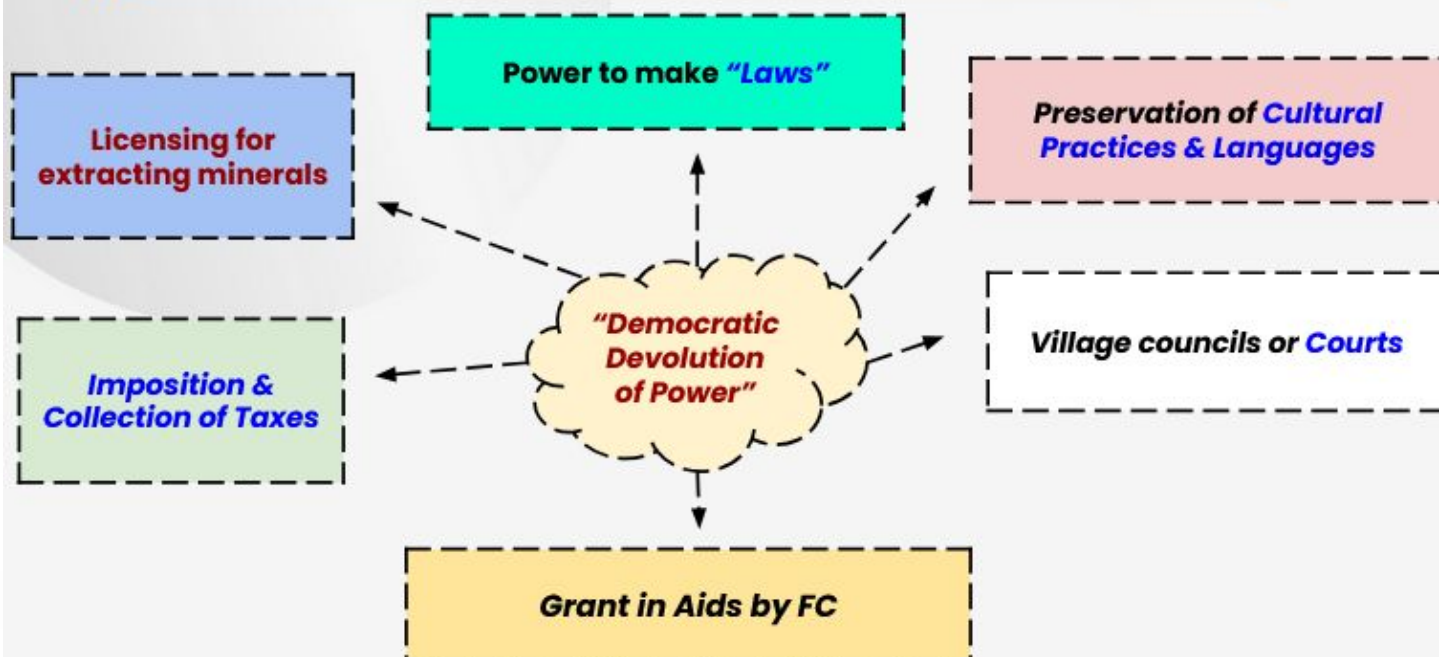 Power to make “Laws”
Licensing for
extracting minerals
Preservation of Cultural
Practices & Languages
“Democratic
Devolution
of Power”
Village councils or Courts
Imposition &
Collection of Taxes
Grant in Aids by FC